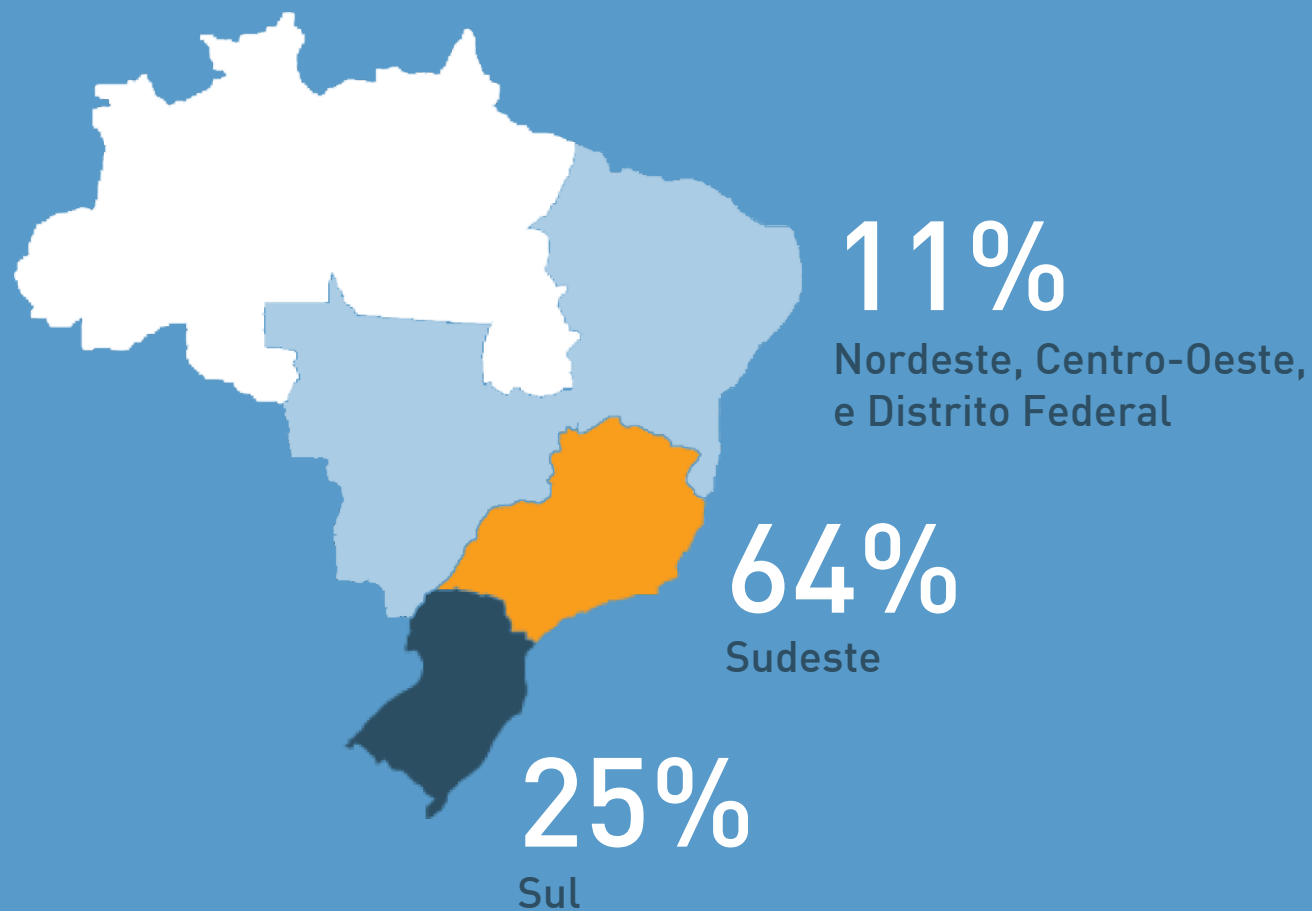 11%
Nordeste, Centro-Oeste,
e Distrito Federal
64%
Sudeste
25%
Sul